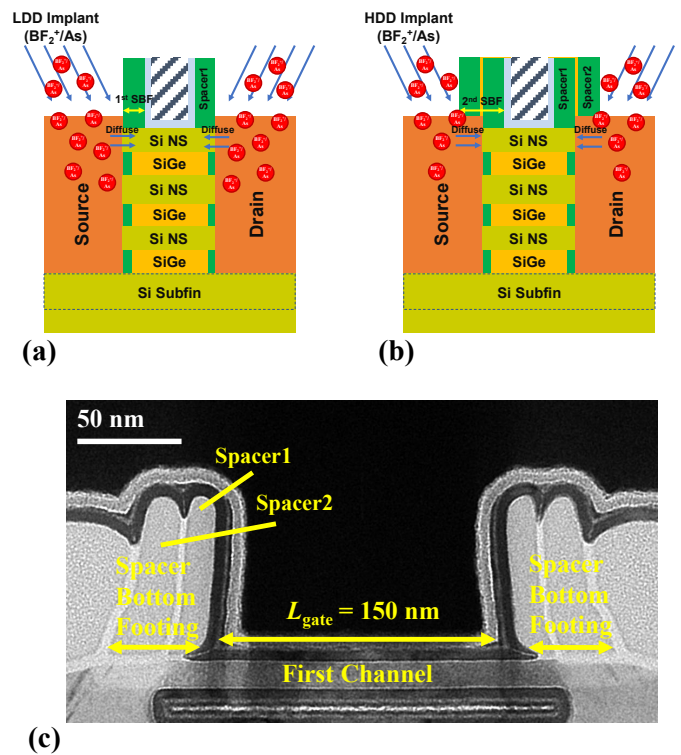 LDD Implant
(BF₂⁺/As)
1ˢᵗ SBF
Spacer1
Diffuse
Diffuse
Si NS
SiGe
Si NS
SiGe
Si NS
SiGe
Source
Drain
Si Subfin
(a)
HDD Implant
(BF₂⁺/As)
2ⁿᵈ SBF
Spacer1
Spacer2
Diffuse
Diffuse
Si NS
SiGe
Si NS
SiGe
Si NS
SiGe
Source
Drain
Si Subfin
(b)
50 nm
Spacer1
Spacer2
Spacer
Bottom
Footing
Lgate = 150 nm
Spacer
Bottom
Footing
First Channel
(c)